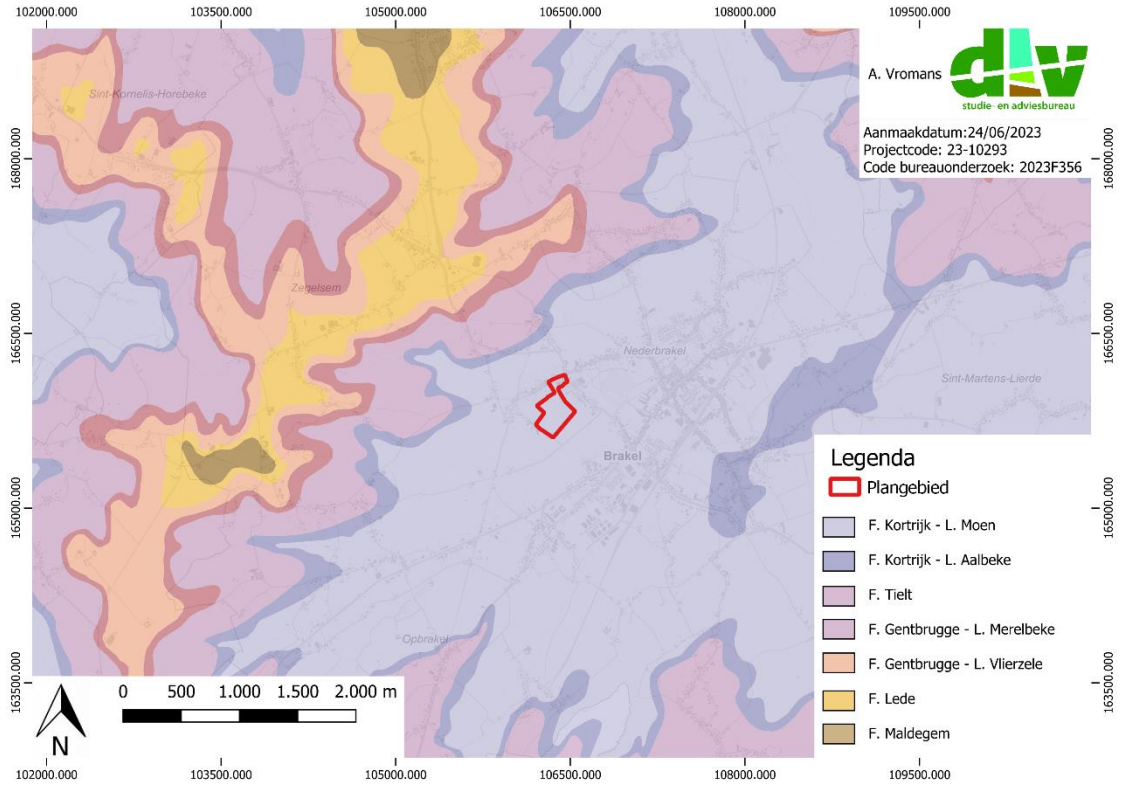 102000.000 103500.000 105000.000 106500.000 108000.000 109500.000
A. Vromans
dlv
studie- en adviesbureau
Aanmaakdatum:24/06/2023
Projectcode: 23-10293
Code bureauonderzoek: 2023F356
168000.000 168000.000
166500.000 166500.000
165000.000 165000.000
163500.000 163500.000
Sint-Kornelis-Horebeke
Zegelsem
Nederbrakel
Sint-Martens-Lierde
Brakel
Opbrakel
Legenda
Plangebied
F. Kortrijk - L. Moen
F. Kortrijk - L. Aalbeke
F. Tielt
F. Gentbrugge - L. Merelbeke
F. Gentbrugge - L. Vlierzele
F. Lede
F. Maldegem
0 500 1.000 1.500 2.000 m
N
102000.000 103500.000 105000.000 106500.000 108000.000 109500.000